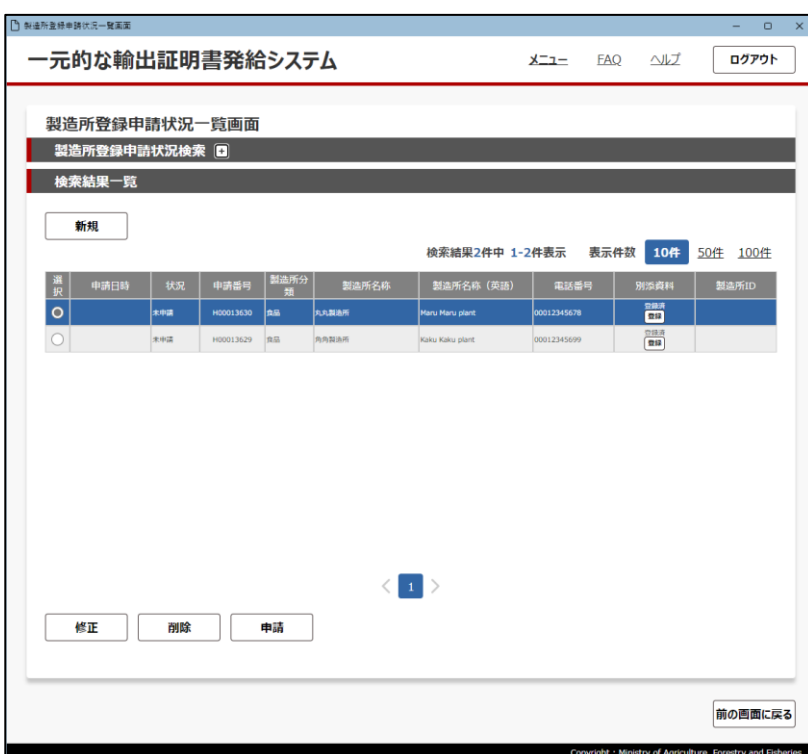 製造所登録申請状況一覧画面
一元的な輸出証明書発給システム
メニュー FAQ ヘルプ ログアウト
製造所登録申請状況一覧画面
製造所登録申請状況検索
検索結果一覧
新規
検索結果2件中 1-2件表示 表示件数 10件 50件 100件
選択 申請日時 状況 申請番号 製造所分類 製造所名称 製造所名称(英語) 電話番号 別添資料 製造所ID
未申請 H00013630 食品 丸丸製造所 Maru Maru plant 00012345678 登録済 登録
未申請 H00013629 食品 角角製造所 Kaku Kaku plant 00012345699 登録済 登録
< 1 >
修正 削除 申請
前の画面に戻る
Copyright : Ministry of Agriculture, Forestry and Fisheries